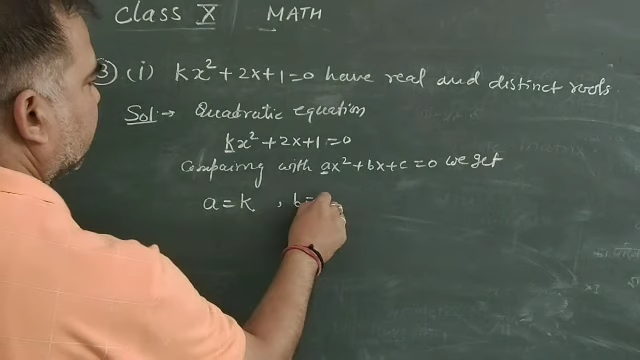 Class X MATH
3) (i) kx² + 2x + 1 = 0 have real and distinct roots.
Sol :→ Quadratic equation
kx² + 2x + 1 = 0
Comparing with ax² + bx + c = 0 we get
a = k , b =